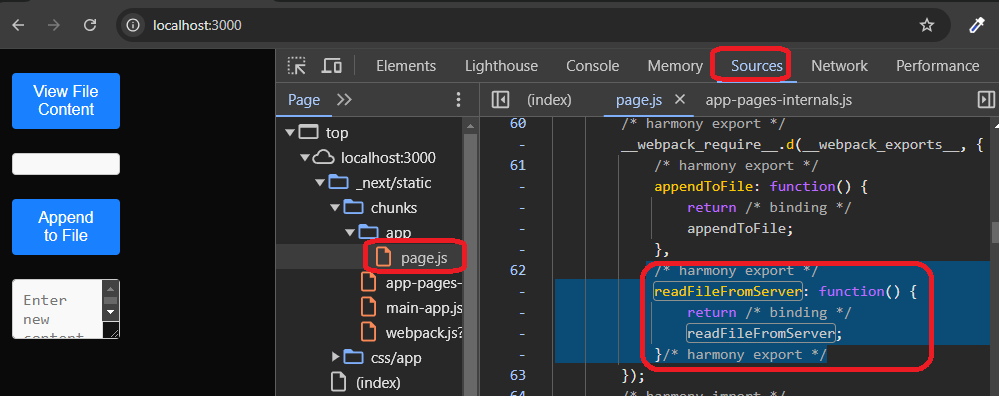 localhost:3000
View File
Content
Append
to File
Enter
new
content
Elements Lighthouse Console Memory Sources Network Performance
Page
top
localhost:3000
_next/static
chunks
app
page.js
app-pages-
main-app.js
webpack.js?
css/app
(index)
(index) page.js app-pages-internals.js
60 /* harmony export */
- __webpack_require__.d(__webpack_exports__, {
61 /* harmony export */
- appendToFile: function() {
- return /* binding */
- appendToFile;
- },
62 /* harmony export */
- readFileFromServer: function() {
- return /* binding */
- readFileFromServer;
- }/* harmony export */
63 });
64 /* harmony import */